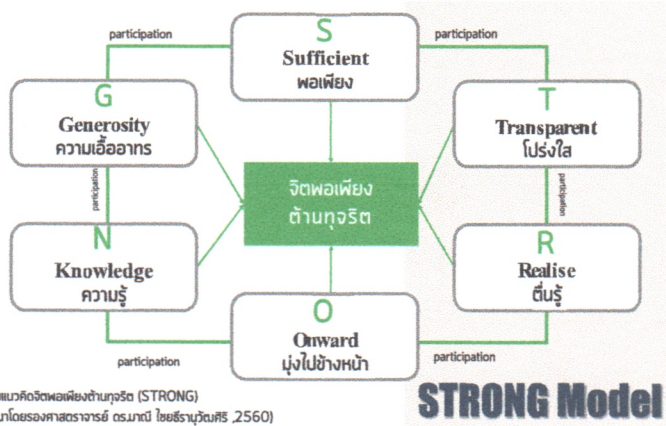 participation
S
participation
Sufficient
พอเพียง
G
Generosity
ความเอื้ออาทร
T
Transparent
โปร่งใส
participation
จิตพอเพียง
ต้านทุจริต
participation
N
Knowledge
ความรู้
R
Realise
ตื่นรู้
O
Onward
มุ่งไปข้างหน้า
participation
participation
แนวคิดจิตพอเพียงต้านทุจริต (STRONG)
โดยรองศาสตราจารย์ ดร.มาณี ไชยธีรานุวัฒศิริ ,2560)
STRONG Model